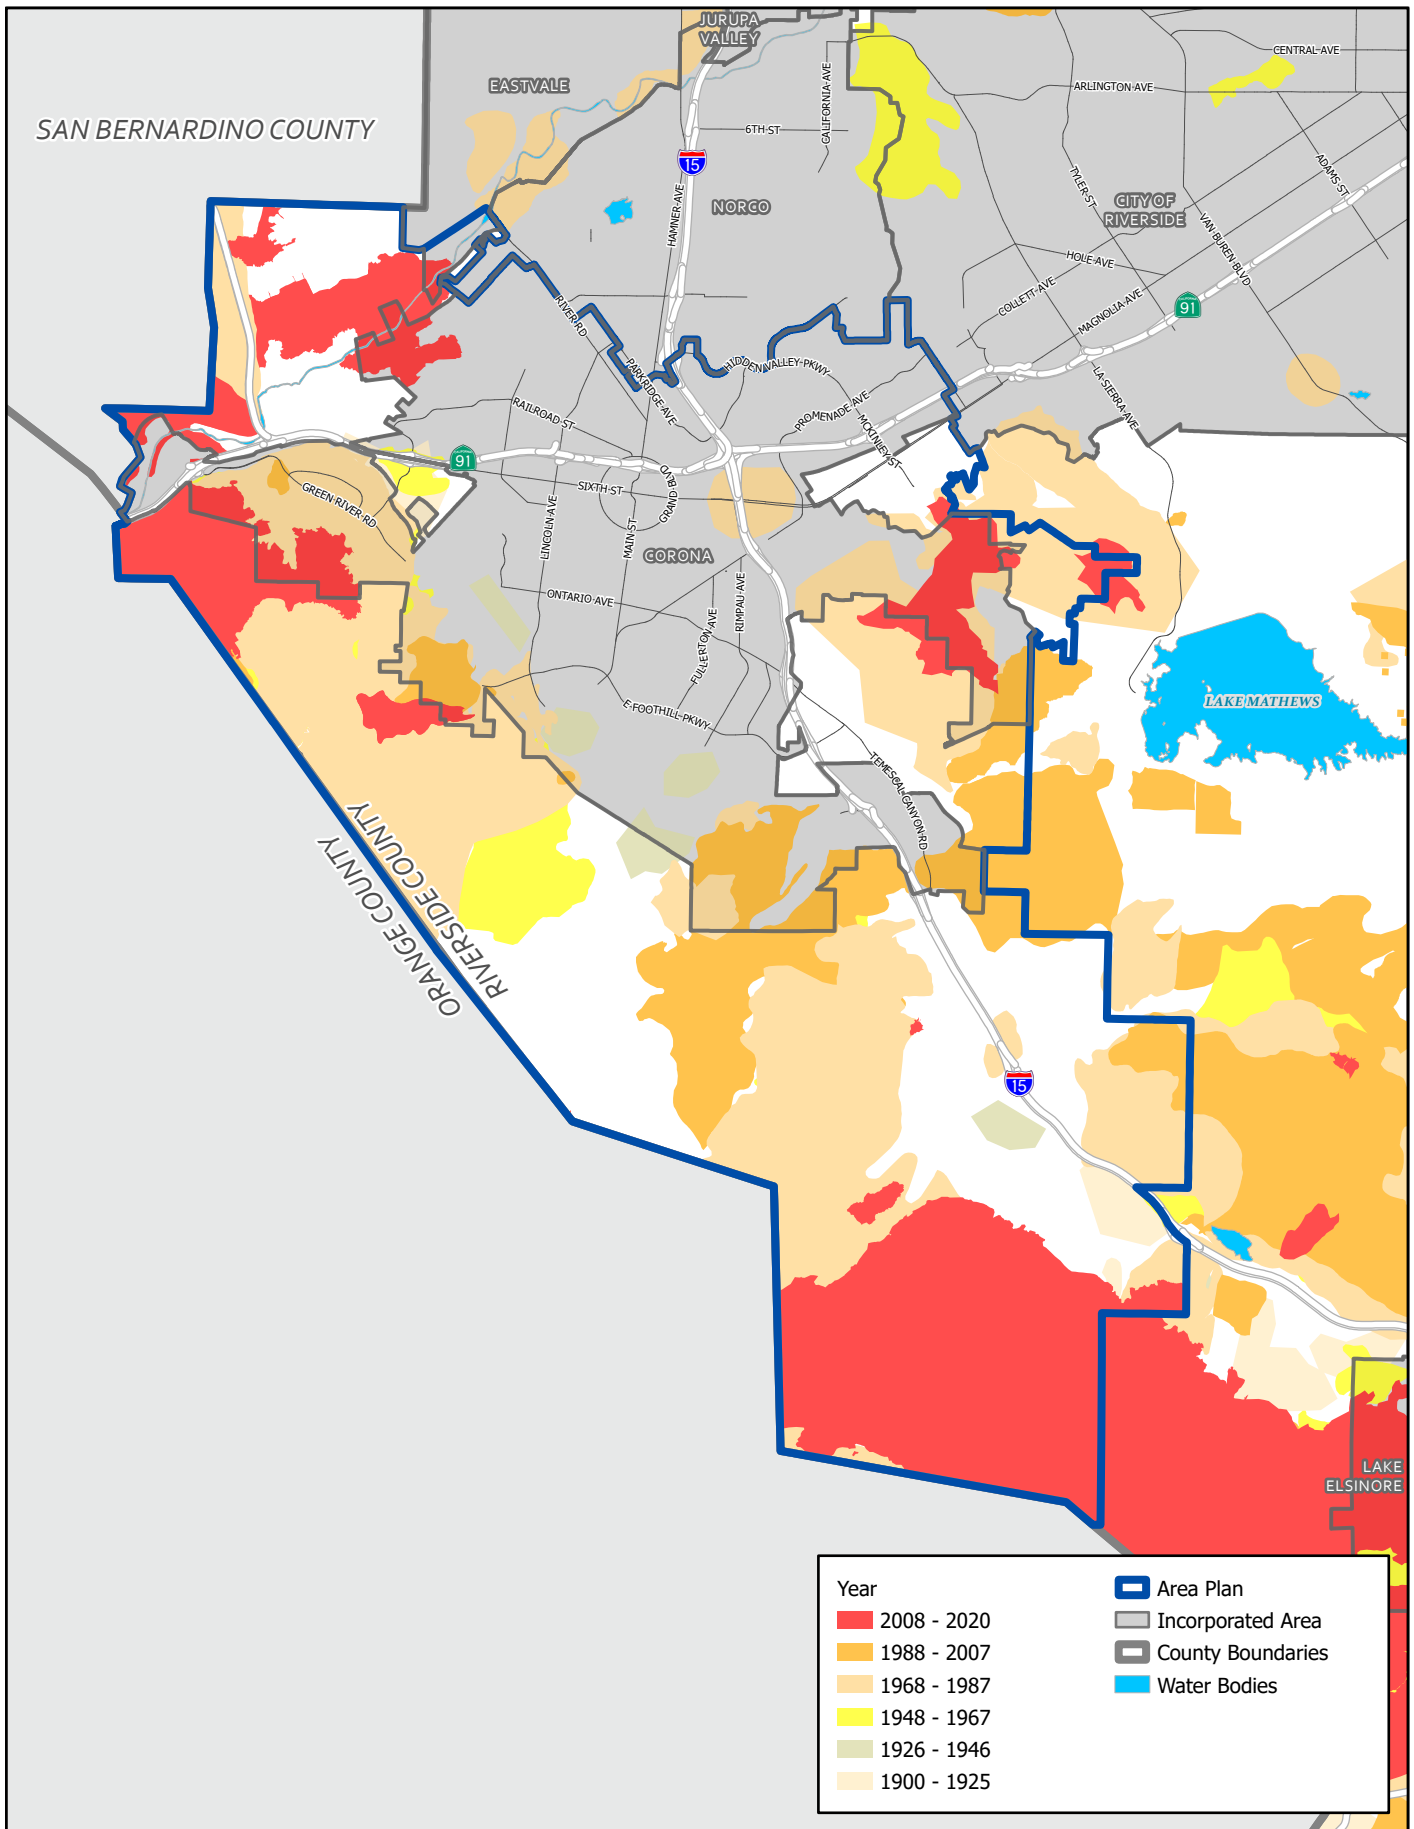 JURUPA
VALLEY
CENTRAL AVE
EASTVALE
ARLINGTON AVE
CALIFORNIA AVE
SAN BERNARDINO COUNTY
6TH ST
15
ADAMS ST
TYLER ST
NORCO
CITY OF
RIVERSIDE
HAMNER AVE
VAN BUREN BLVD
HOLE AVE
COLLETT AVE
MAGNOLIA AVE
91
RIVER RD
HIDDEN VALLEY PKWY
PARKRIDGE AVE
LA SIERRA AVE
RAILROAD ST
PROMENADE AVE
MCKINLEY ST
91
GREEN RIVER RD
SIXTH ST
GRAND BLVD
LINCOLN AVE
MAIN ST
CORONA
ONTARIO AVE
FULLERTON AVE
RIMPAU AVE
E FOOTHILL PKWY
LAKE MATHEWS
TEMESCAL CANYON RD
RIVERSIDE COUNTY
ORANGE COUNTY
15
LAKE
ELSINORE
Year
2008 - 2020
1988 - 2007
1968 - 1987
1948 - 1967
1926 - 1946
1900 - 1925
Area Plan
Incorporated Area
County Boundaries
Water Bodies